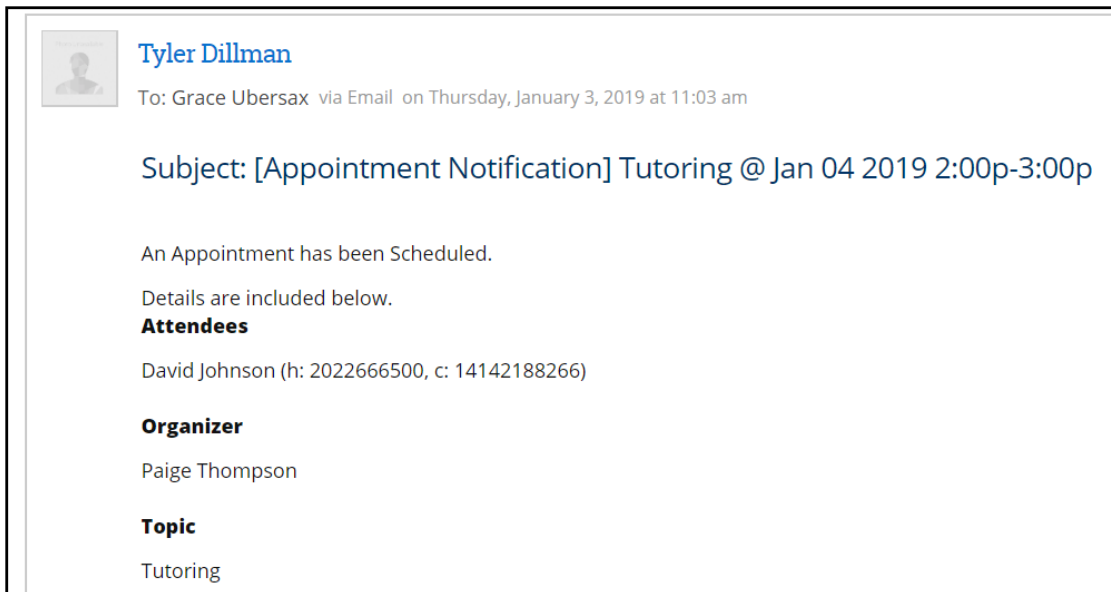 Tyler Dillman
To: Grace Ubersax via Email on Thursday, January 3, 2019 at 11:03 am
Subject: [Appointment Notification] Tutoring @ Jan 04 2019 2:00p-3:00p
An Appointment has been Scheduled.
Details are included below.
Attendees
David Johnson (h: 2022666500, c: 14142188266)
Organizer
Paige Thompson
Topic
Tutoring